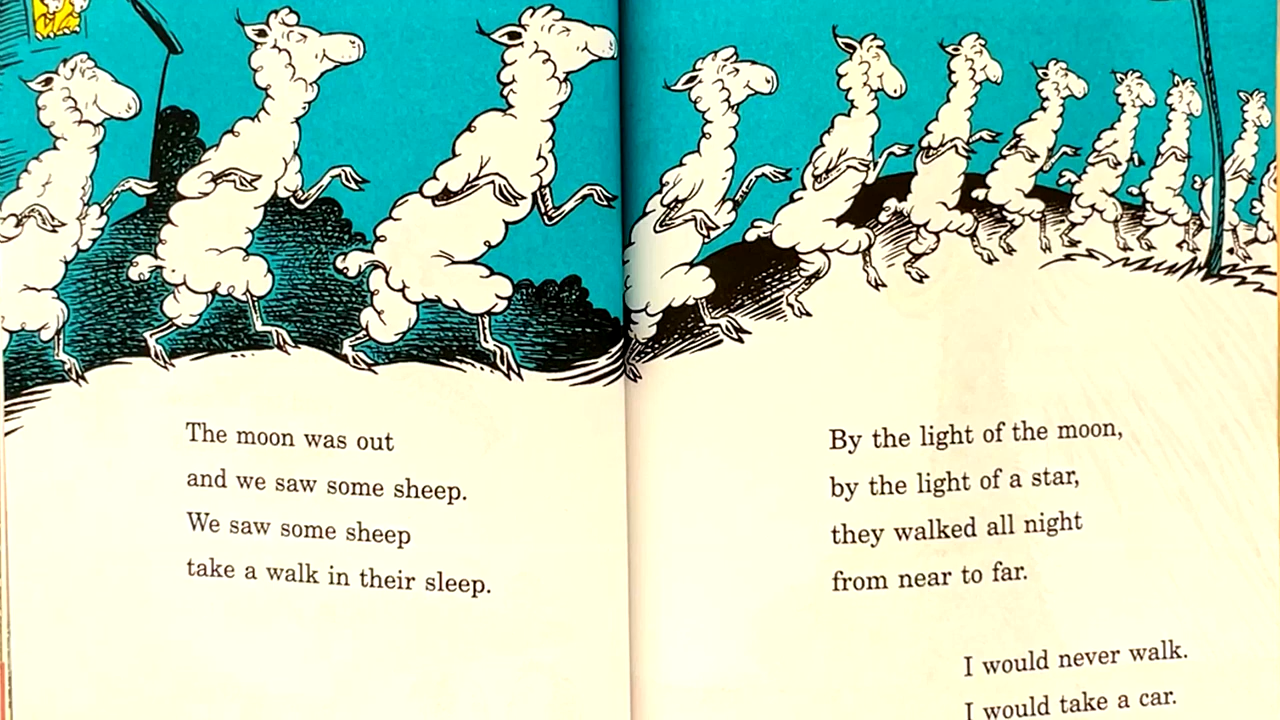 The moon was out
and we saw some sheep.
We saw some sheep
take a walk in their sleep.
By the light of the moon,
by the light of a star,
they walked all night
from near to far.
I would never walk.
I would take a car.